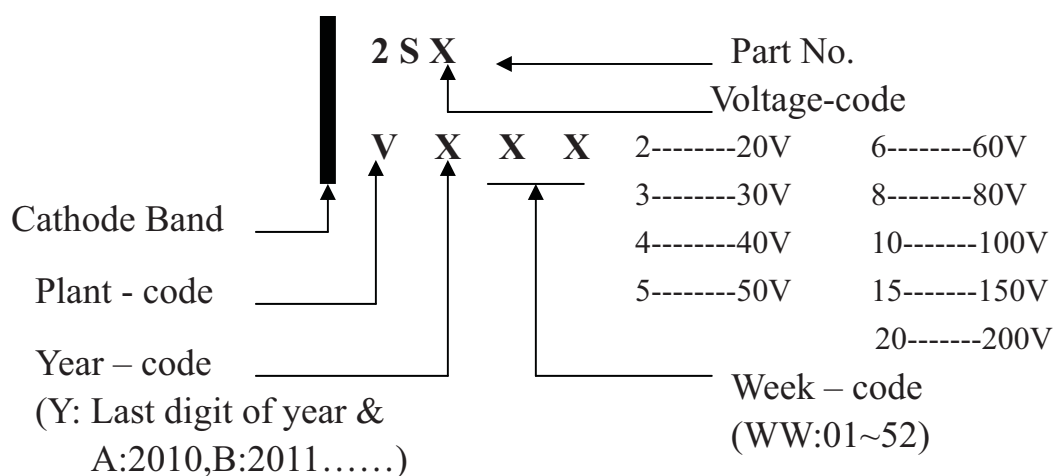 2 S X Part No.
Voltage-code
V X X X 2--------20V 6--------60V
3--------30V 8--------80V
Cathode Band
4--------40V 10-------100V
Plant - code 5--------50V 15-------150V
20-------200V
Year – code
Week – code
(Y: Last digit of year &
(WW:01~52)
A:2010,B:2011……)